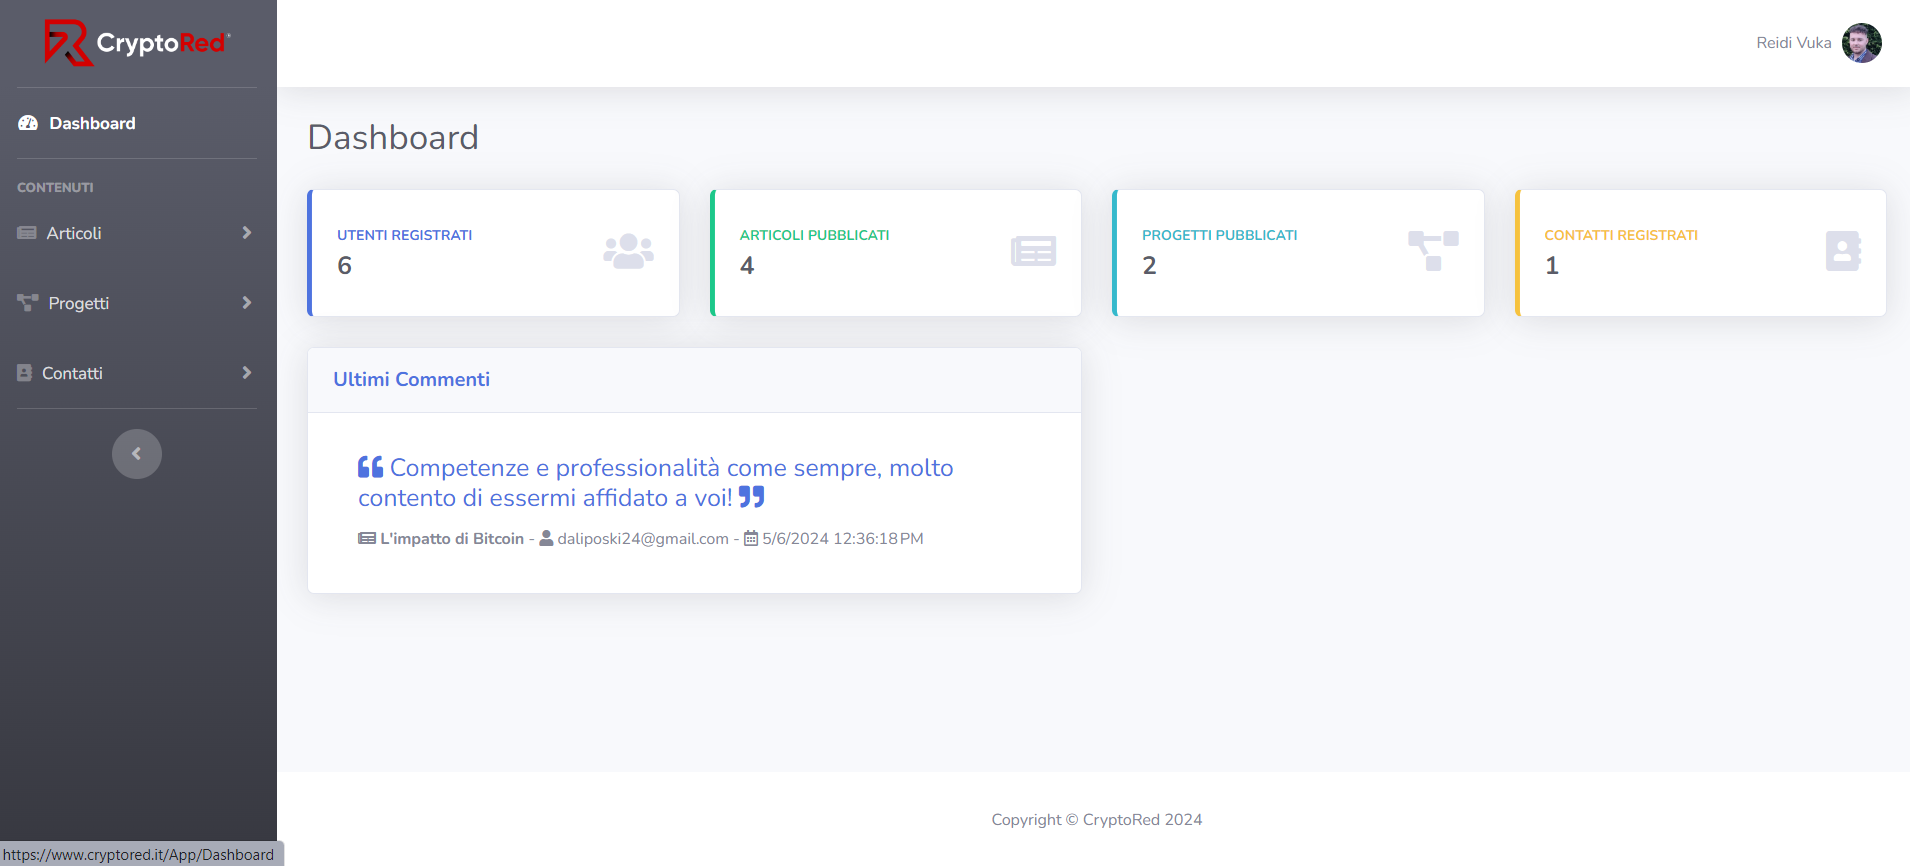 CryptoRed
Reidi Vuka
Dashboard
CONTENUTI
Articoli
Progetti
Contatti
Dashboard
UTENTI REGISTRATI
6
ARTICOLI PUBBLICATI
4
PROGETTI PUBBLICATI
2
CONTATTI REGISTRATI
1
Ultimi Commenti
Competenze e professionalità come sempre, molto
contento di essermi affidato a voi!
L'impatto di Bitcoin - daliposki24@gmail.com - 5/6/2024 12:36:18 PM
Copyright © CryptoRed 2024
https://www.cryptored.it/App/Dashboard